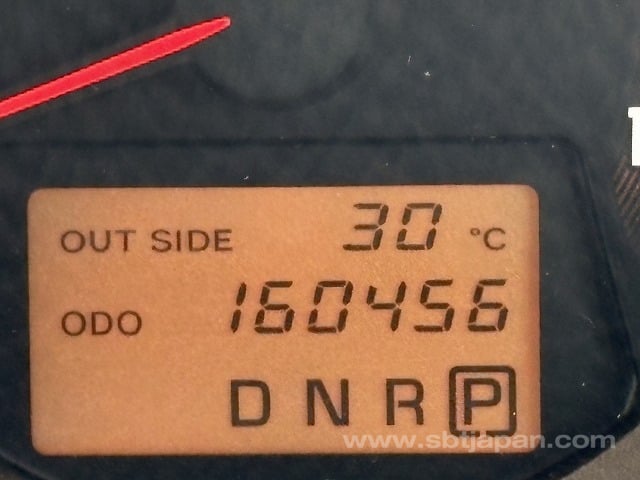 OUT SIDE 30 °C
ODO 160456
D N R P
www.sbtjapan.com